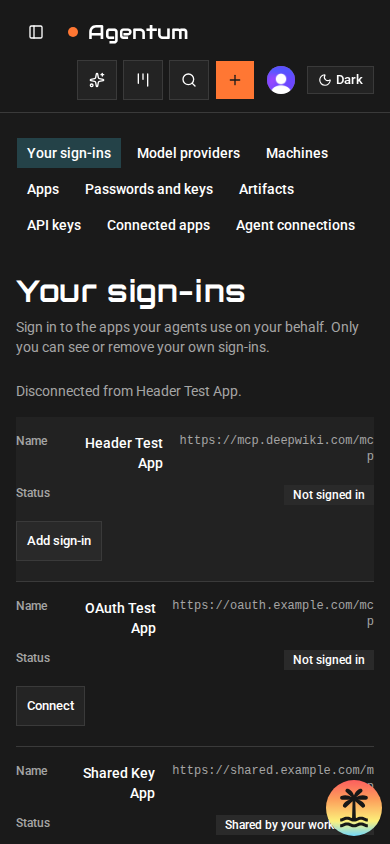 Agentum
Dark
Your sign-ins
Model providers
Machines
Apps
Passwords and keys
Artifacts
API keys
Connected apps
Agent connections
Your sign-ins
Sign in to the apps your agents use on your behalf. Only
you can see or remove your own sign-ins.
Disconnected from Header Test App.
Name
Header Test
App
https://mcp.deepwiki.com/mc
p
Status
Not signed in
Add sign-in
Name
OAuth Test
App
https://oauth.example.com/mc
p
Status
Not signed in
Connect
Name
Shared Key
App
https://shared.example.com/m
Status
Shared by your